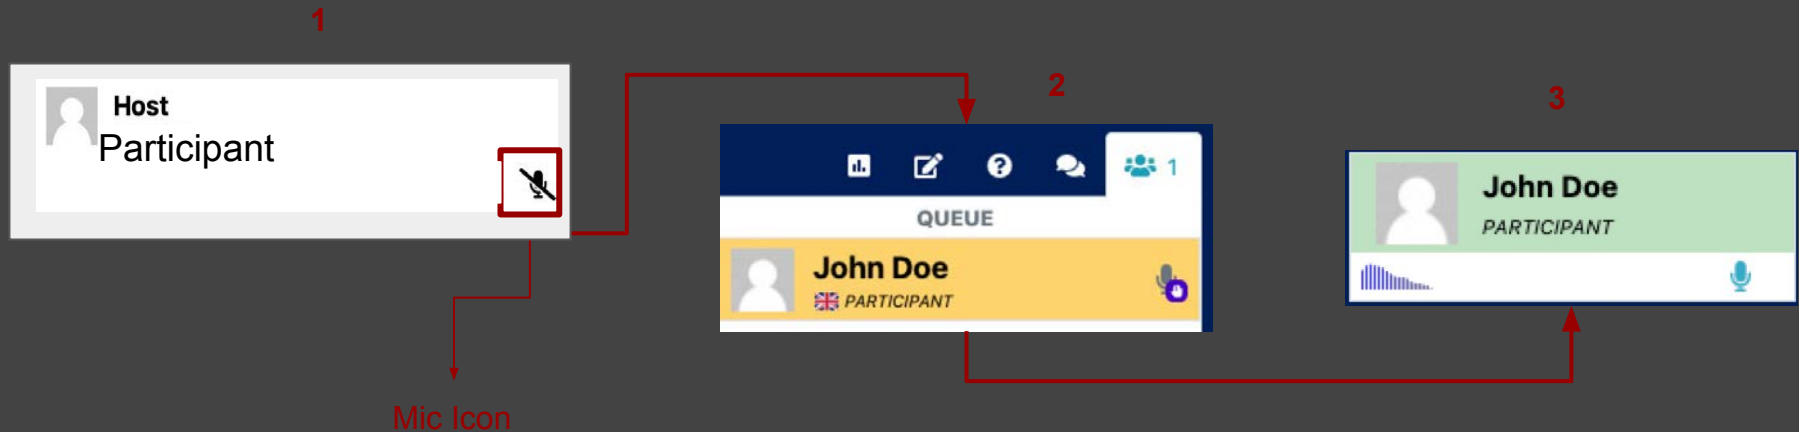 1
Host
Participant
Mic Icon
2
1
QUEUE
John Doe
PARTICIPANT
3
John Doe
PARTICIPANT